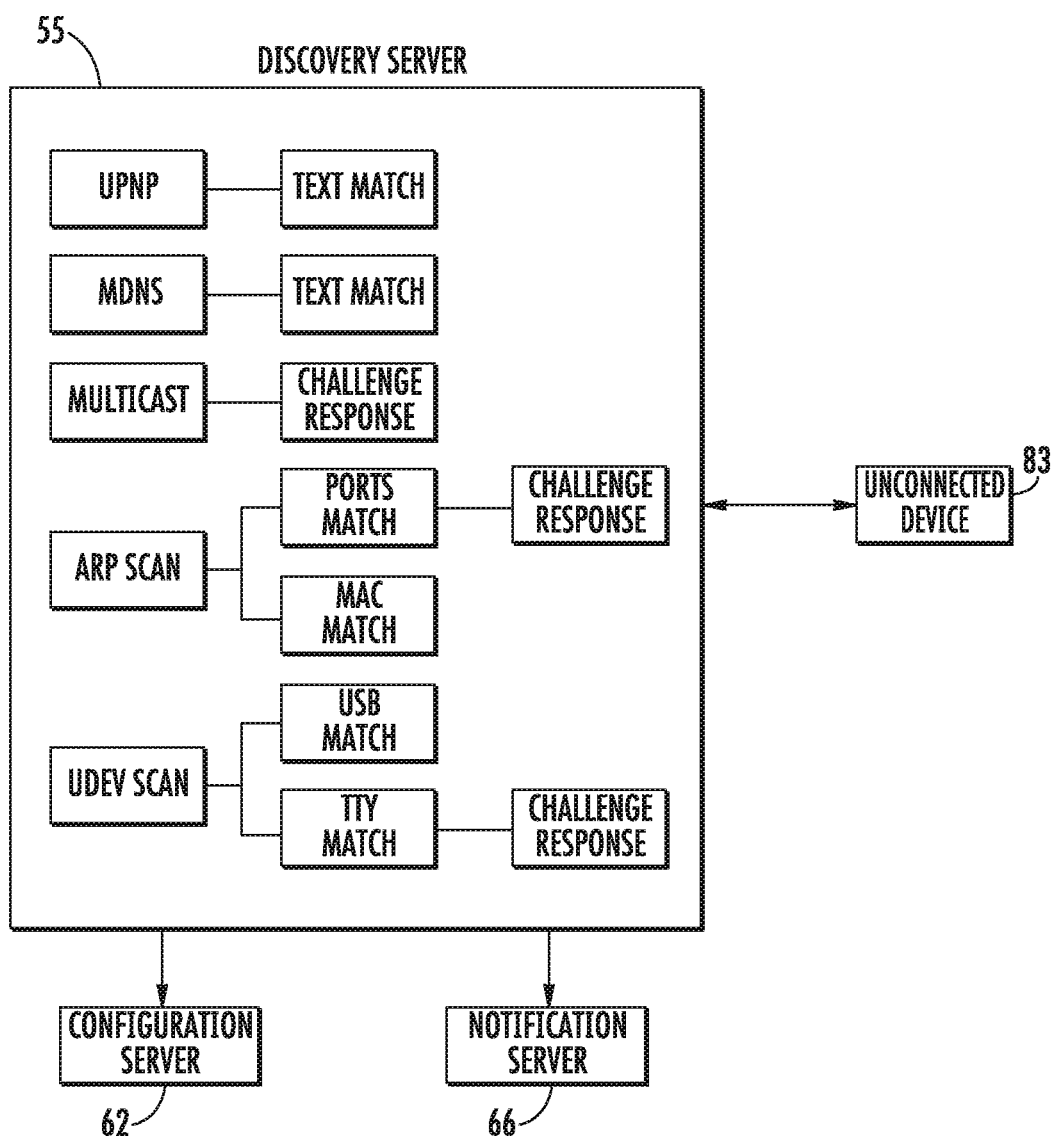 55
DISCOVERY SERVER
UPNP
TEXT MATCH
MDNS
TEXT MATCH
MULTICAST
CHALLENGE
RESPONSE
ARP SCAN
PORTS
MATCH
CHALLENGE
RESPONSE
MAC
MATCH
UDEV SCAN
USB
MATCH
TTY
MATCH
CHALLENGE
RESPONSE
UNCONNECTED
DEVICE
83
CONFIGURATION
SERVER
62
NOTIFICATION
SERVER
66